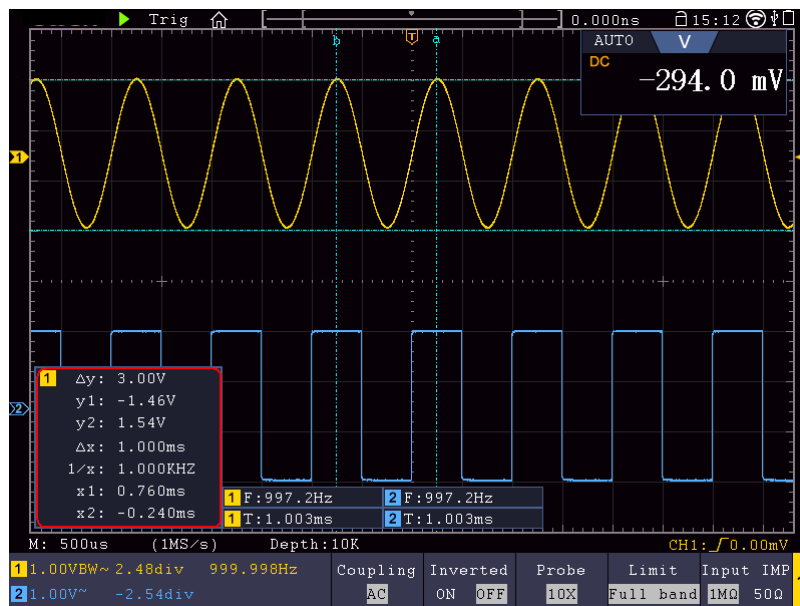 Trig 0.000ns 15:12
b T a
AUTO V
DC
-294.0 mV
1
2
1 Δy: 3.00V
y1: -1.46V
y2: 1.54V
Δx: 1.000ms
1/x: 1.000KHZ
x1: 0.760ms
x2: -0.240ms
1 F:997.2Hz 2 F:997.2Hz
1 T:1.003ms 2 T:1.003ms
M: 500us (1MS/s) Depth:10K CH1: 0.00mV
1 1.00VBW~ 2.48div 999.998Hz
2 1.00V~ -2.54div
Coupling
AC
Inverted
ON OFF
Probe
10X
Limit
Full band
Input IMP
1MΩ 50Ω